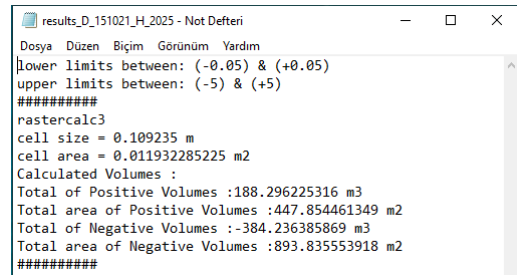 results_D_151021_H_2025 - Not Defteri
Dosya Düzen Biçim Görünüm Yardım
lower limits between: (-0.05) & (+0.05)
upper limits between: (-5) & (+5)
##########
rastercalc3
cell size = 0.109235 m
cell area = 0.011932285225 m2
Calculated Volumes :
Total of Positive Volumes :188.296225316 m3
Total area of Positive Volumes :447.854461349 m2
Total of Negative Volumes :-384.236385869 m3
Total area of Negative Volumes :893.835553918 m2
##########